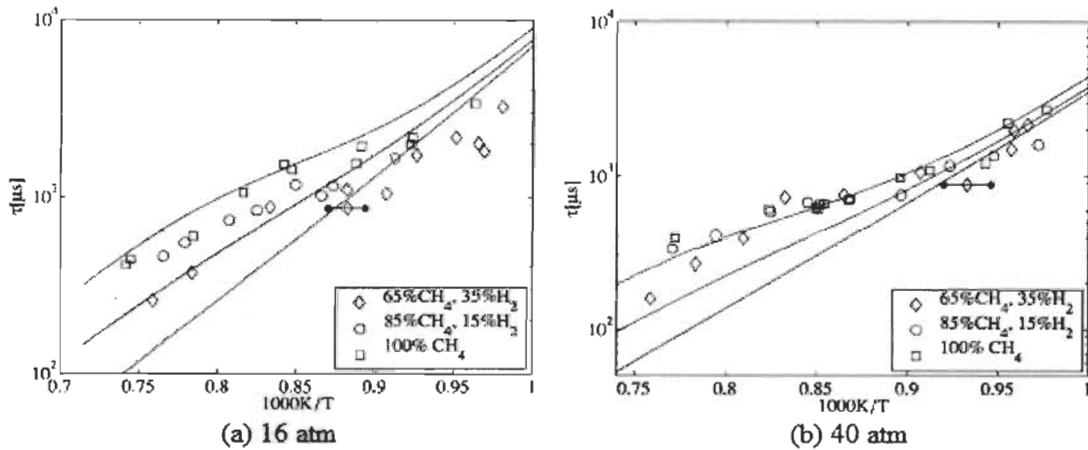 10⁴
10³
10²
τ[μs]
0.7 0.75 0.8 0.85 0.9 0.95 1
1000K/T
65%CH₄, 35%H₂
85%CH₄, 15%H₂
100% CH₄
(a) 16 atm
10⁴
10³
10²
τ[μs]
0.8 0.85 0.9 0.95 1
1000K/T
65%CH₄, 35%H₂
85%CH₄, 15%H₂
100% CH₄
(b) 40 atm